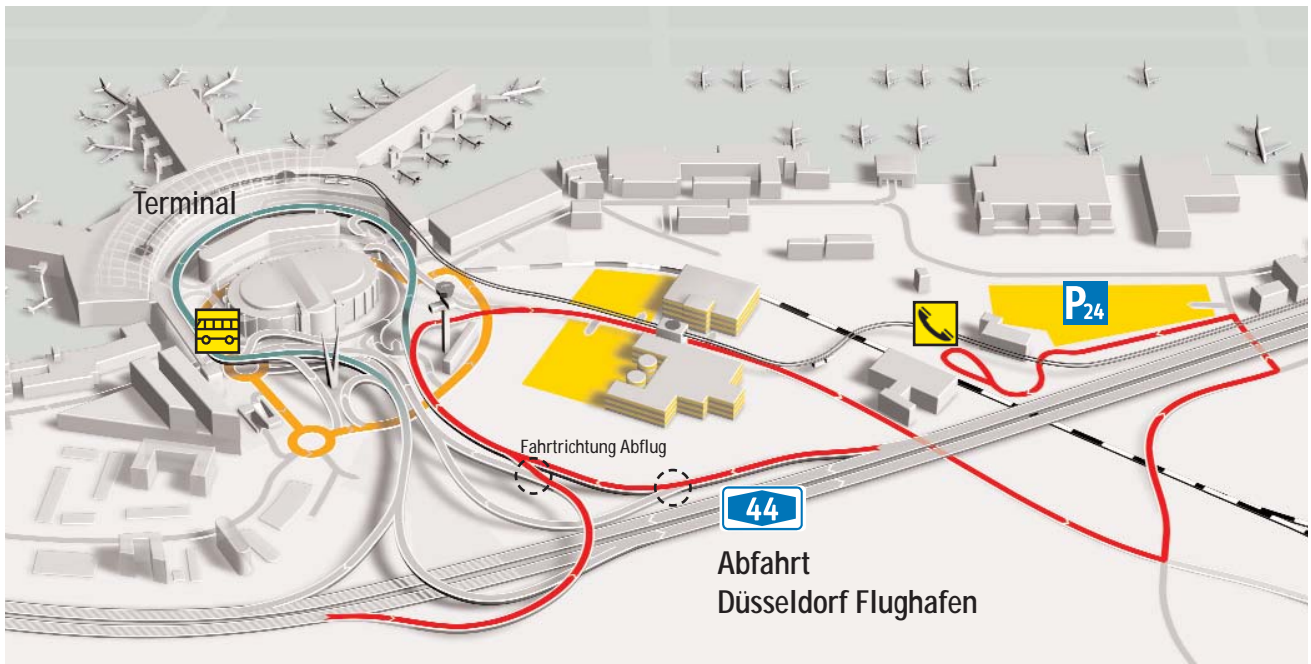 Terminal
P24
Fahrtrichtung Abflug
44
Abfahrt
Düsseldorf Flughafen